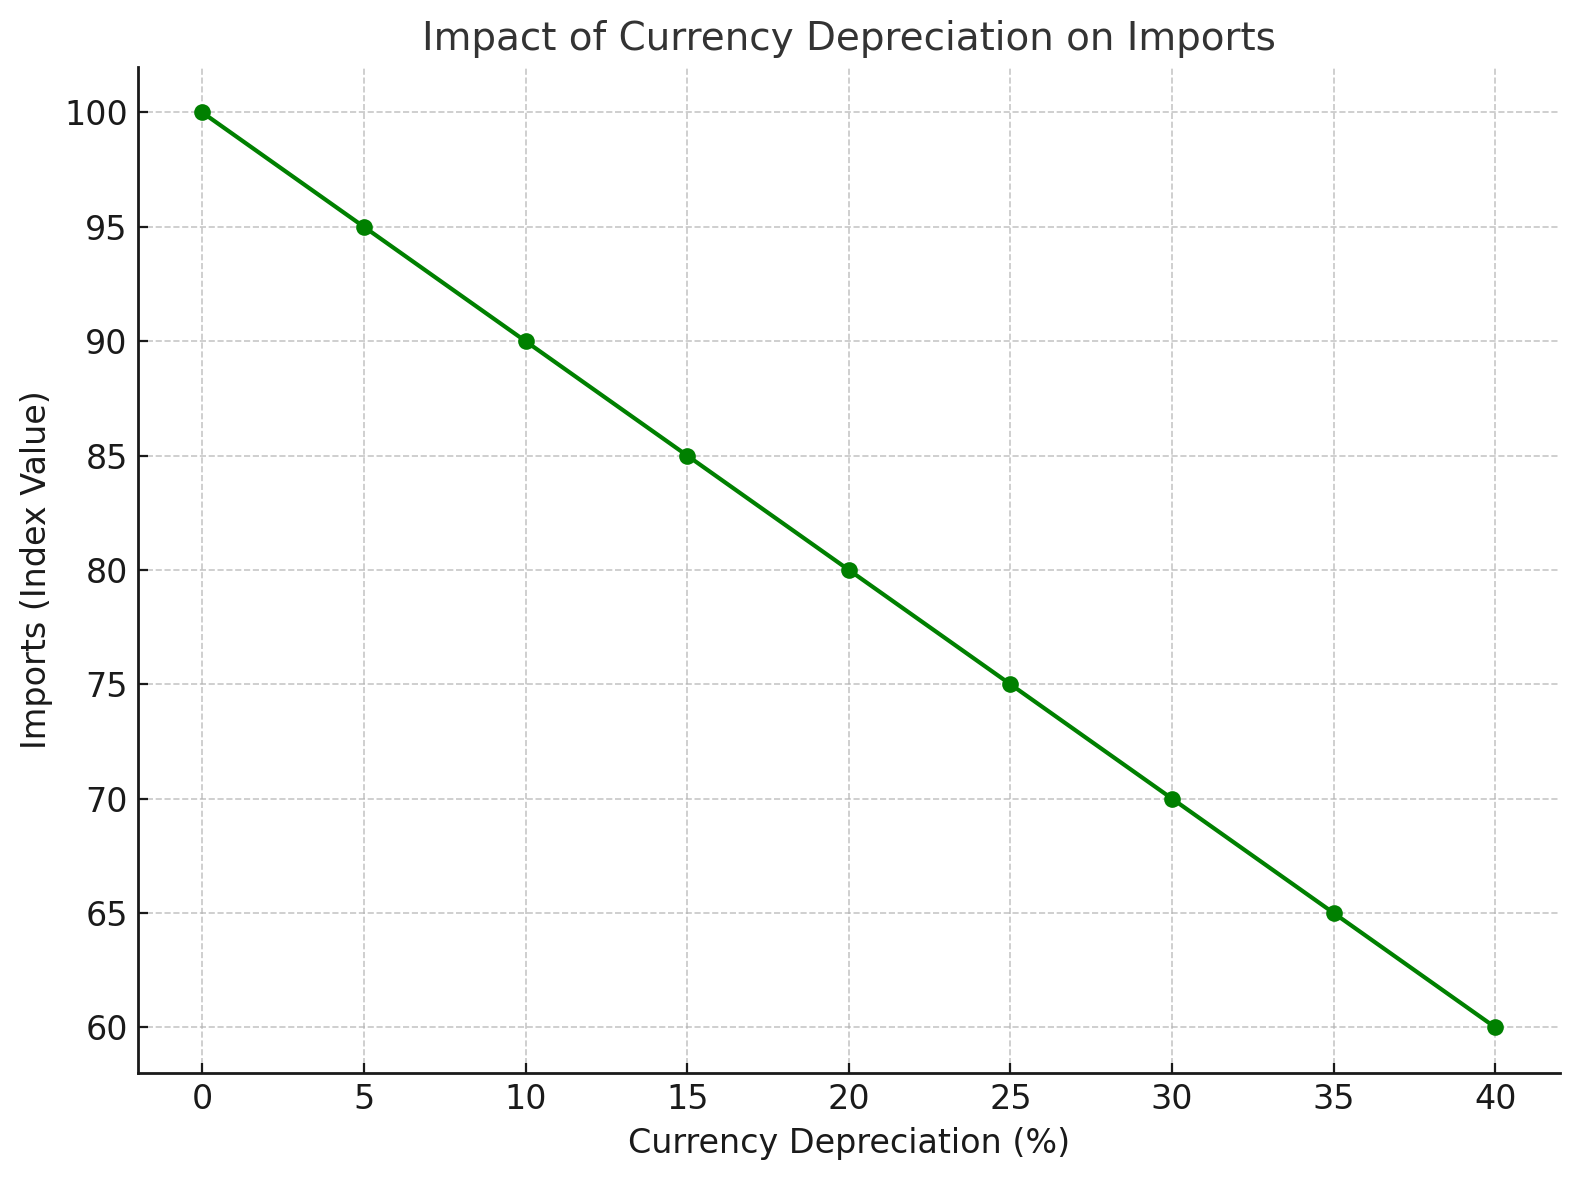 Impact of Currency Depreciation on Imports
Imports (Index Value)
100
95
90
85
80
75
70
65
60
0 5 10 15 20 25 30 35 40
Currency Depreciation (%)